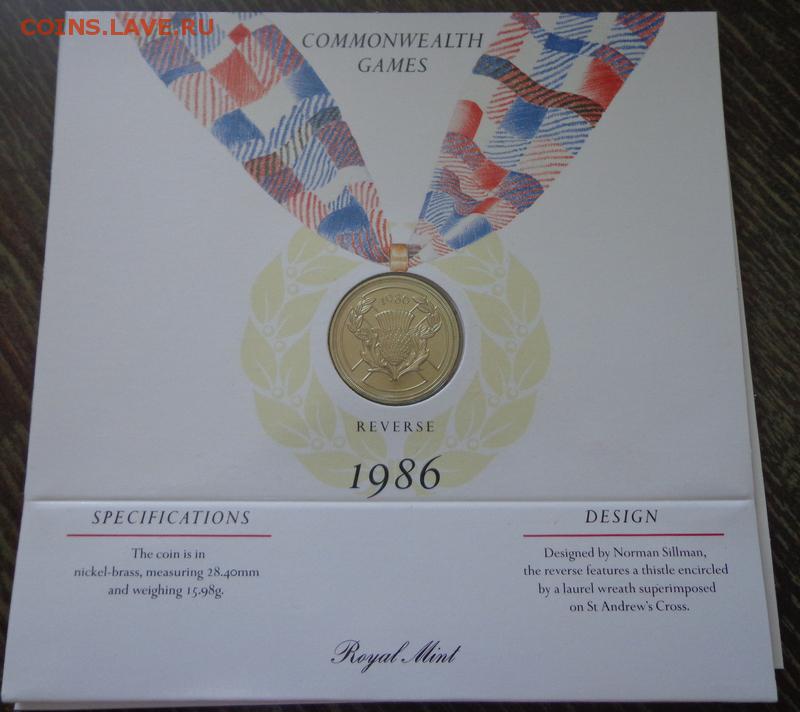 COINS.LAVE.RU
COMMONWEALTH
GAMES
1986
REVERSE
1986
SPECIFICATIONS
The coin is in
nickel-brass, measuring 28.40mm
and weighing 15.98g.
DESIGN
Designed by Norman Sillman,
the reverse features a thistle encircled
by a laurel wreath superimposed
on St Andrew's Cross.
Royal Mint